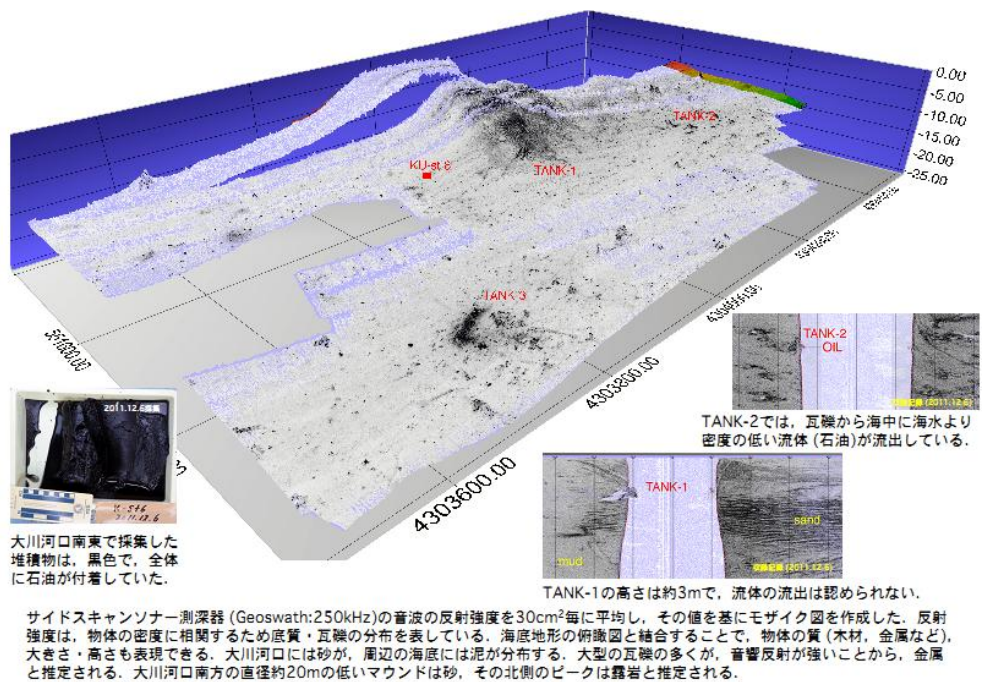 0.00
-5.00
-10.00
-15.00
-20.00
-25.00
TANK-2
KU-st 6
TANK-1
TANK-3
4303800.00
4303600.00
TANK-2
OIL
(2011.12.6)
TANK-2では，瓦礫から海中に海水より
密度の低い流体 (石油)が流出している．
2011.12.6採集
2011.12.6
TANK-1
sand
mud
(2011.12.6)
大川河口南東で採集した
堆積物は，黒色で，全体
に石油が付着していた．
TANK-1の高さは約3mで，流体の流出は認められない．
サイドスキャンソナー測深器 (Geoswath:250kHz)の音波の反射強度を30cm²毎に平均し，その値を基にモザイク図を作成した．反射
強度は，物体の密度に相関するため底質・瓦礫の分布を表している．海底地形の俯瞰図と結合することで，物体の質 (木材，金属など)，
大きさ・高さも表現できる．大川河口には砂が，周辺の海底には泥が分布する．大型の瓦礫の多くが，音響反射が強いことから，金属
と推定される．大川河口南方の直径約20mの低いマウンドは砂，その北側のピークは露岩と推定される．